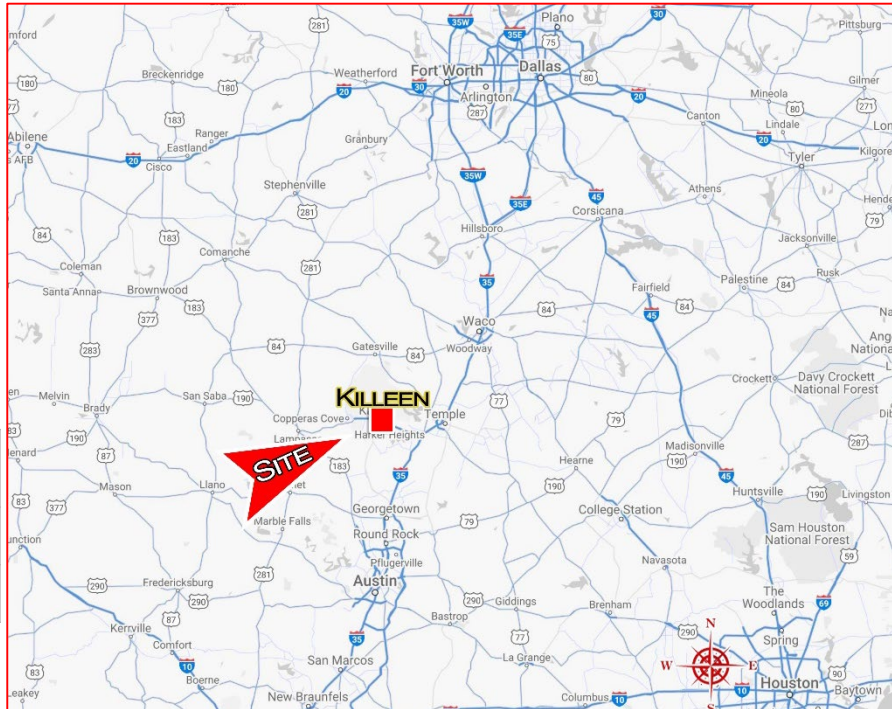 Plano
Pittsburg
Breckenridge
Weatherford
Fort Worth
Dallas
Arlington
Gilmer
Mineola
Canton
Lindale
Kilgore
Tyler
Abilene
Ranger
Eastland
Cisco
Granbury
Stephenville
Athens
Hillsboro
Corsicana
Jacksonville
Rusk
Palestine
Fairfield
Coleman
Santa Anna
Brownwood
Comanche
Waco
Woodway
Gatesville
Crockett
Davy Crockett
National Forest
Melvin
Brady
San Saba
Copperas Cove
KILLEEN
Temple
Harker Heights
SITE
Mason
Llano
Marble Falls
Georgetown
Round Rock
Pflugerville
Austin
Hearne
College Station
Madisonville
Huntsville
Livingston
Sam Houston
National Forest
Navasota
Fredericksburg
Kerrville
Comfort
Boerne
San Marcos
New Braunfels
Bastrop
Giddings
La Grange
Brenham
Columbus
The
Woodlands
Spring
Houston
Baytown
Leakey
N
W E
S